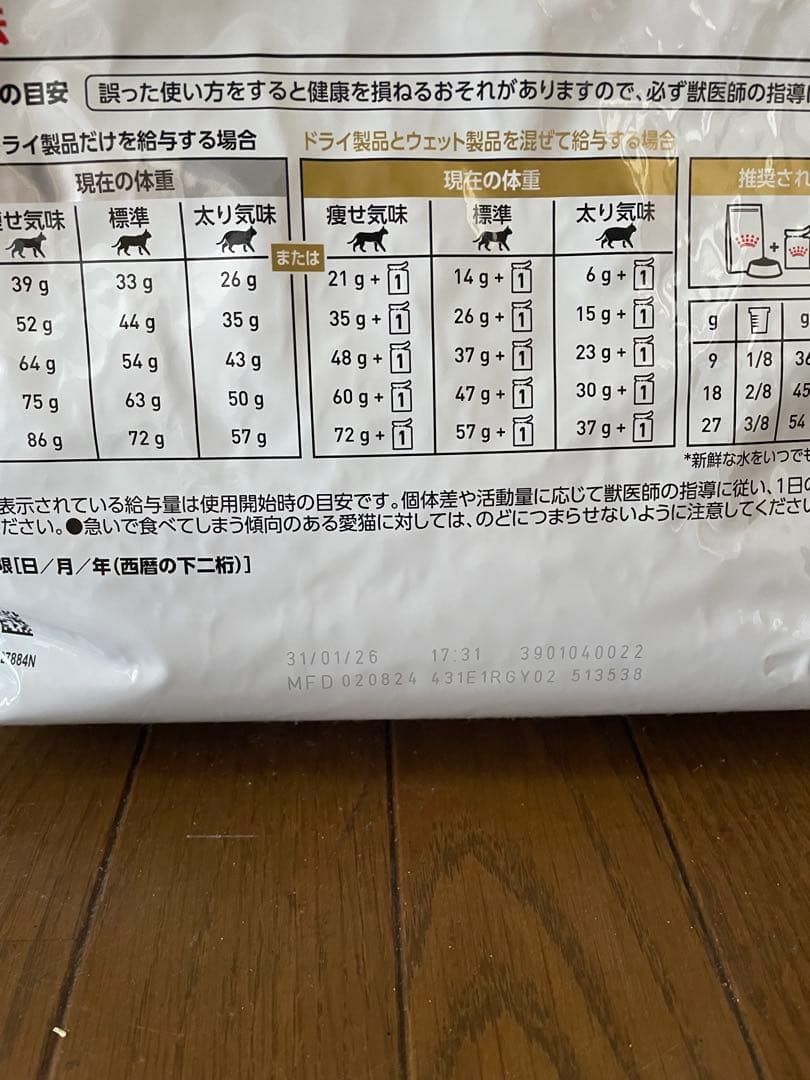 の目安 誤った使い方をすると健康を損ねるおそれがありますので、必ず獣医師の指導
ライ製品だけを給与する場合 ドライ製品とウェット製品を混ぜて給与する場合
現在の体重 現在の体重 推奨され
せ気味 標準 太り気味 痩せ気味 標準 太り気味
または
39 g 33 g 26 g 21 g + 1 14 g + 1 6 g + 1
52 g 44 g 35 g 35 g + 1 26 g + 1 15 g + 1 g g
64 g 54 g 43 g 48 g + 1 37 g + 1 23 g + 1 9 1/8 36
75 g 63 g 50 g 60 g + 1 47 g + 1 30 g + 1 18 2/8 45
86 g 72 g 57 g 72 g + 1 57 g + 1 37 g + 1 27 3/8 54
*新鮮な水をいつでも
表示されている給与量は使用開始時の目安です。個体差や活動量に応じて獣医師の指導に従い、1日の
ださい。●急いで食べてしまう傾向のある愛猫に対しては、のどにつまらせないように注意してください
限[日/月/年(西暦の下二桁)]
7884N
31/01/26 17:31 3901040022
MFD 020824 431E1RGY02 513538